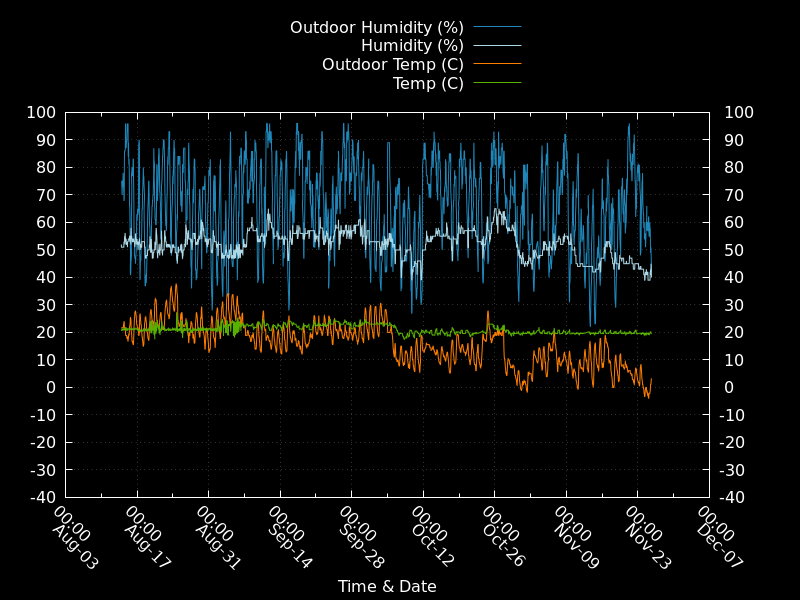 Outdoor Humidity (%)
Humidity (%)
Outdoor Temp (C)
Temp (C)
100 100
90 90
80 80
70 70
60 60
50 50
40 40
30 30
20 20
10 10
0 0
-10 -10
-20 -20
-30 -30
-40 -40
00:00 Aug-03
00:00 Aug-17
00:00 Aug-31
00:00 Sep-14
00:00 Sep-28
00:00 Oct-12
00:00 Oct-26
00:00 Nov-09
00:00 Nov-23
00:00 Dec-07
Time & Date